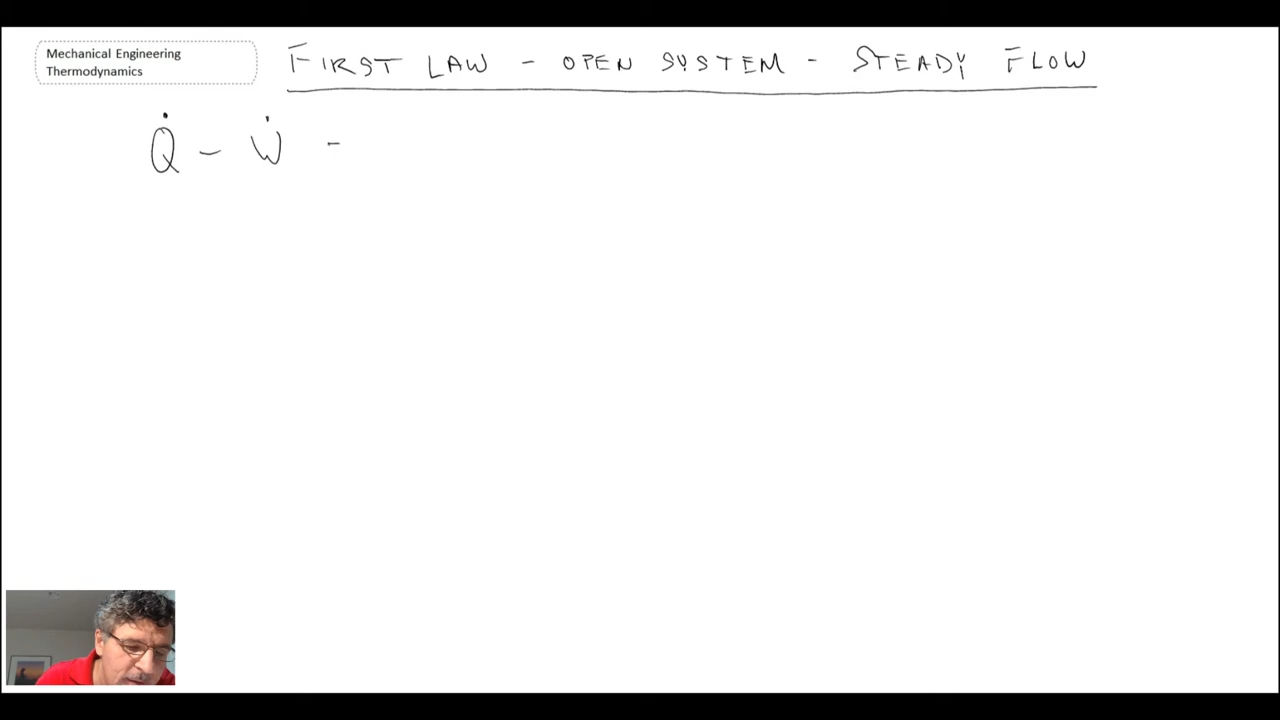 Mechanical Engineering
Thermodynamics
FIRST LAW - OPEN SYSTEM - STEADY FLOW
Q̇ - Ẇ -